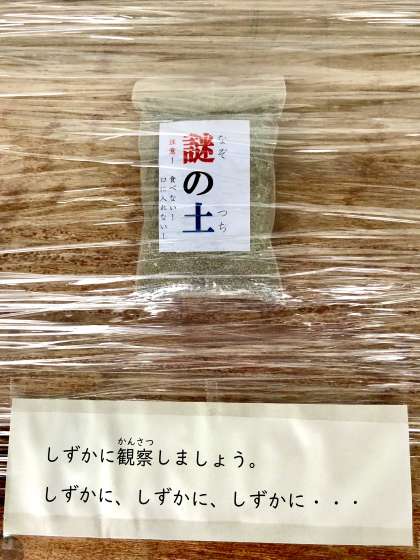 謎の土
なぞ
つち
注意！
食べない！
口に入れない！
かんさつ
しずかに観察しましょう。
しずかに、しずかに、しずかに・・・